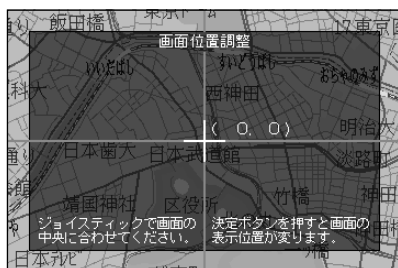 飯田橋
東京ドーム
17東京
画面位置調整
いいだばし
すいどうばし
おちゃのみず
西神田
( 0, 0)
明治大
日本歯大
日本武道館
淡路町
靖国神社
区役所
竹橋
神田
ジョイスティックで画面の
中央に合わせてください。
決定ボタンを押すと画面の
表示位置が変ります。
日本テレビ